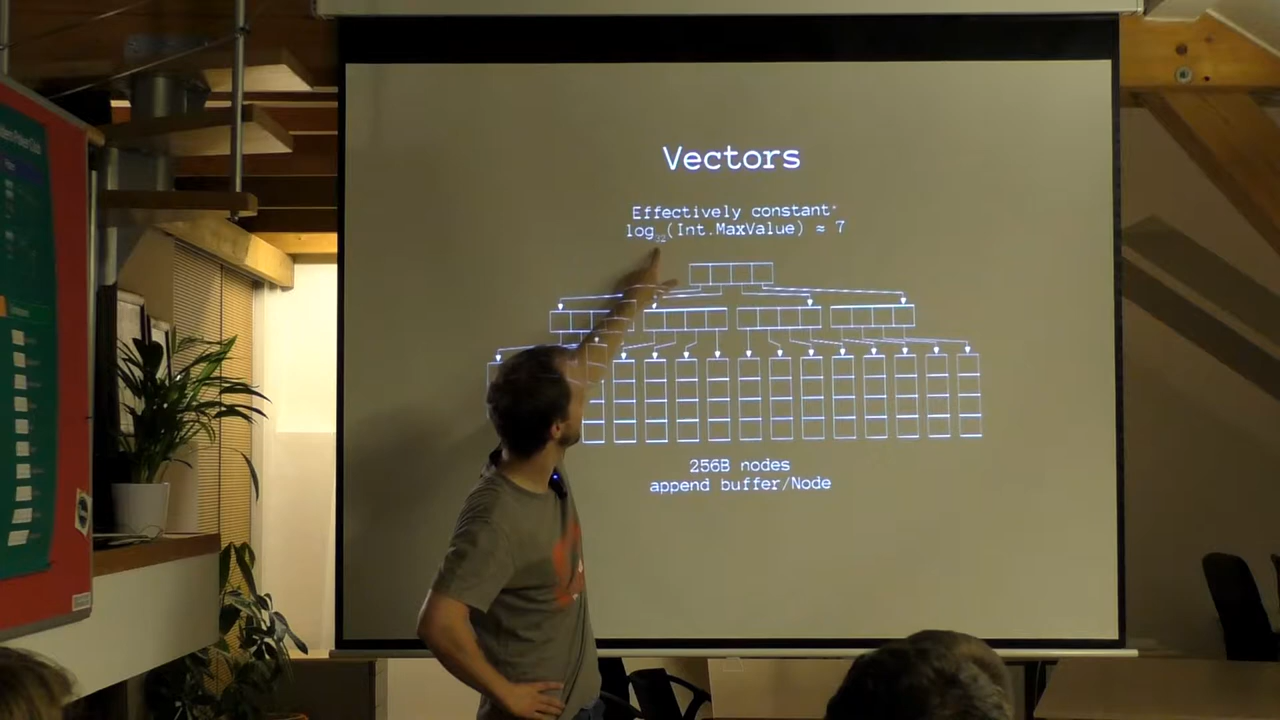 Vectors
Effectively constant*
log₃₂(Int.MaxValue) ≈ 7
256B nodes
append buffer/Node